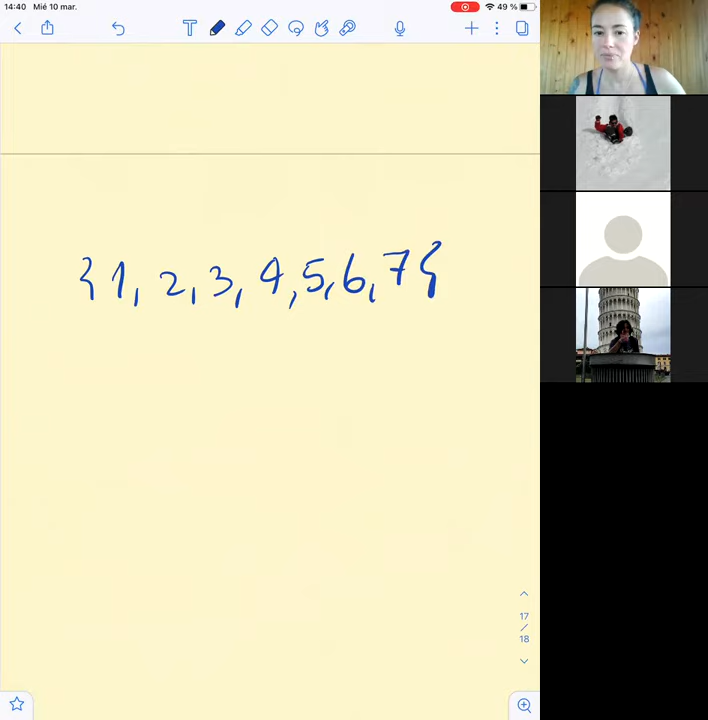 14:40 Mié 10 mar. 49 %
T
{1, 2, 3, 4, 5, 6, 7{
17
/
18